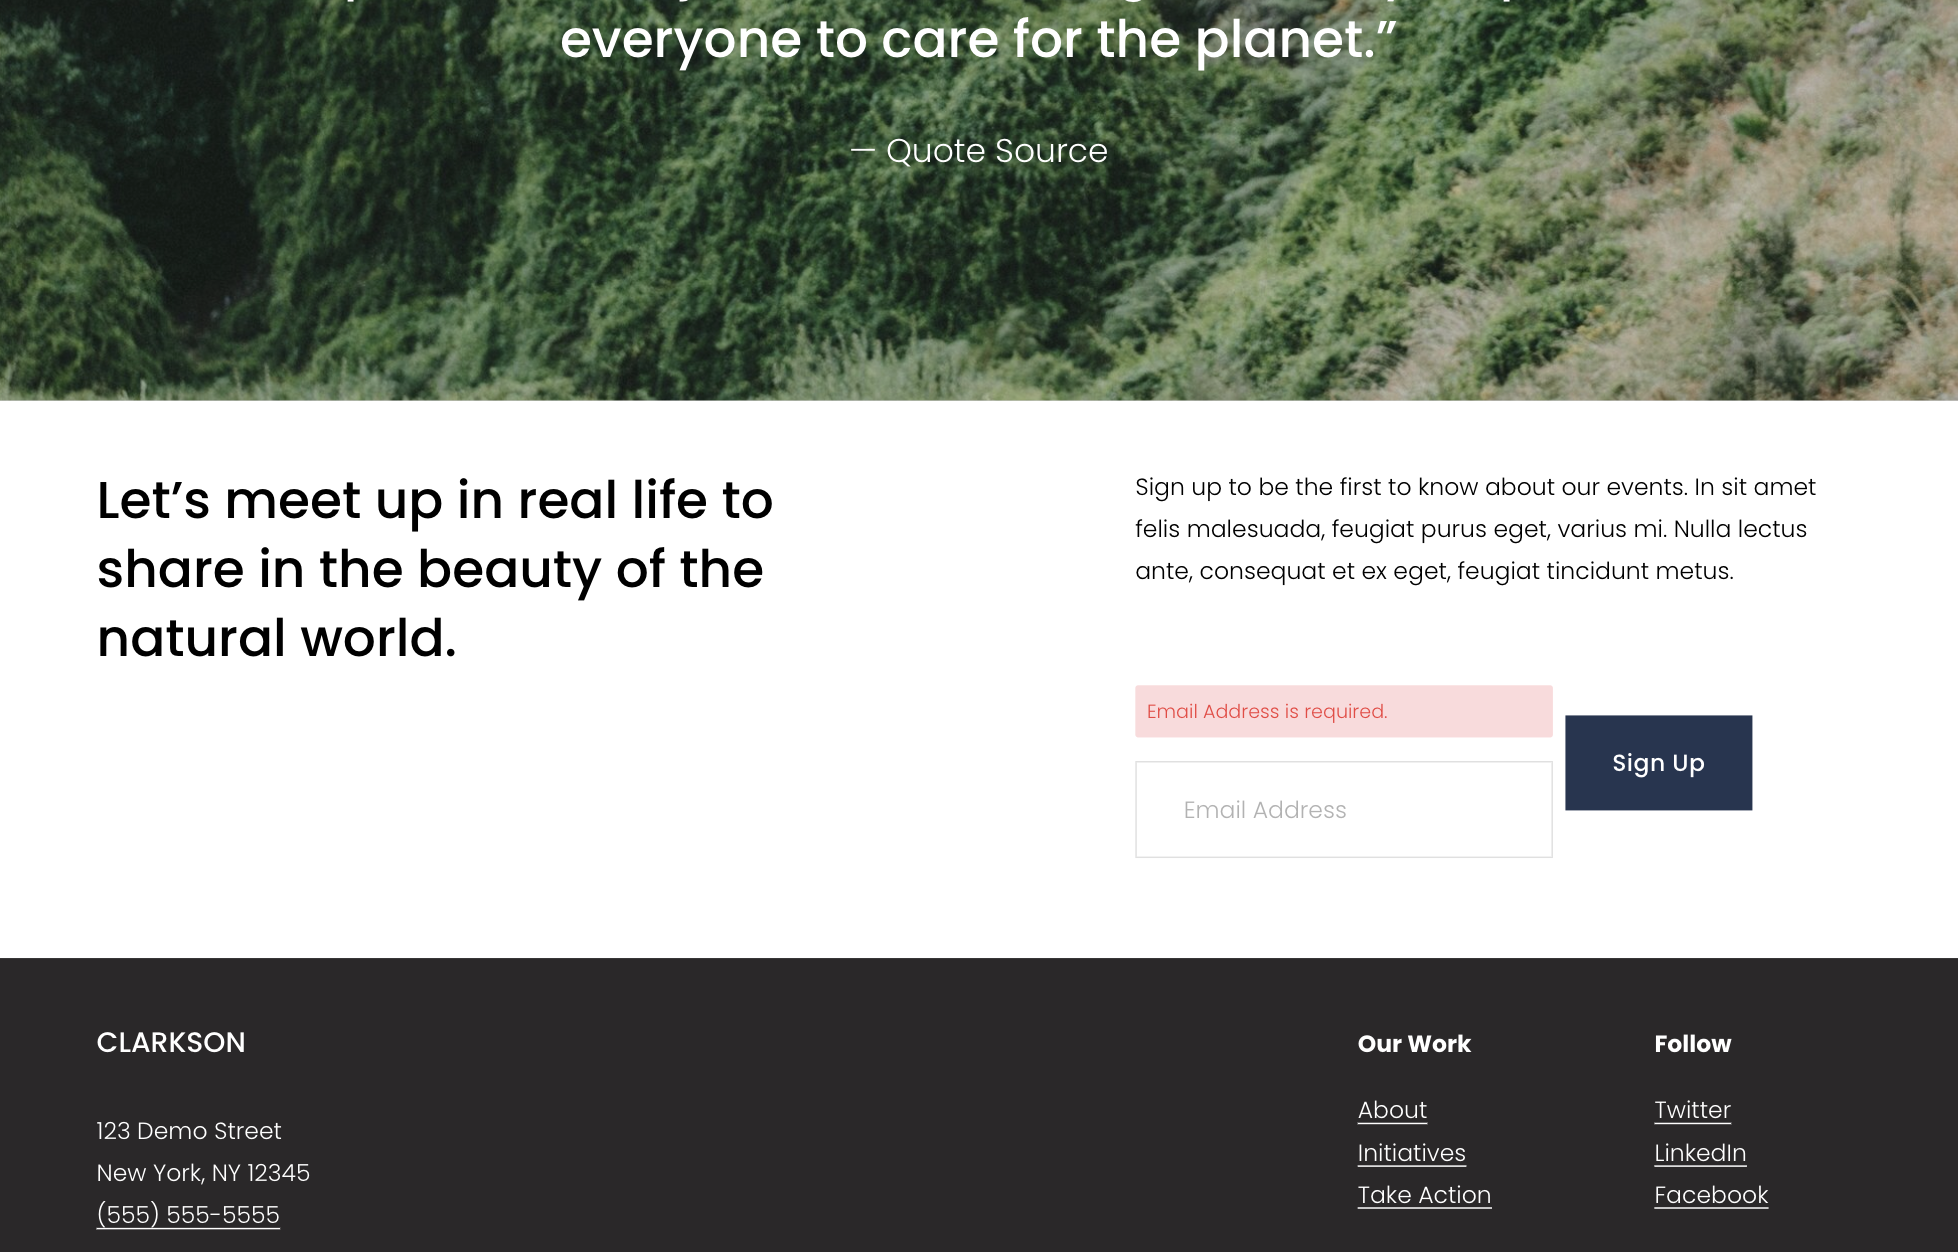 everyone to care for the planet.”
— Quote Source
Let’s meet up in real life to
share in the beauty of the
natural world.
Sign up to be the first to know about our events. In sit amet
felis malesuada, feugiat purus eget, varius mi. Nulla lectus
ante, consequat et ex eget, feugiat tincidunt metus.
Email Address is required.
Email Address
Sign Up
CLARKSON
123 Demo Street
New York, NY 12345
(555) 555-5555
Our Work
About
Initiatives
Take Action
Follow
Twitter
LinkedIn
Facebook